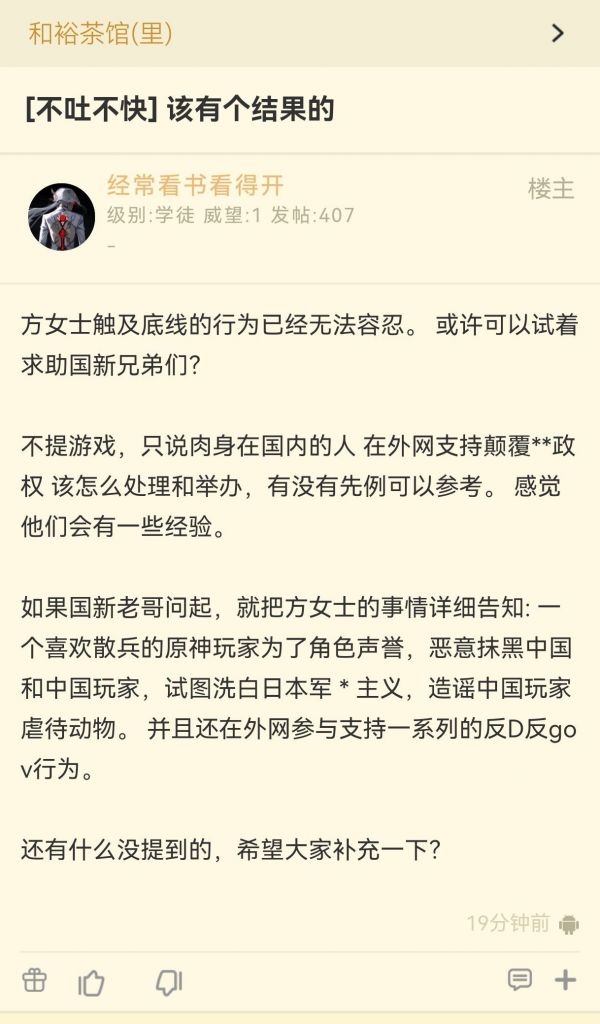 和裕茶馆(里)
[不吐不快] 该有个结果的
经常看书看得开
楼主
级别:学徒 威望:1 发帖:407
-
方女士触及底线的行为已经无法容忍。 或许可以试着
求助国新兄弟们?
不提游戏，只说肉身在国内的人 在外网支持颠覆**政
权 该怎么处理和举办，有没有先例可以参考。 感觉
他们会有一些经验。
如果国新老哥问起，就把方女士的事情详细告知: 一
个喜欢散兵的原神玩家为了角色声誉，恶意抹黑中国
和中国玩家，试图洗白日本军 * 主义，造谣中国玩家
虐待动物。 并且还在外网参与支持一系列的反D反go
v行为。
还有什么没提到的，希望大家补充一下?
19分钟前